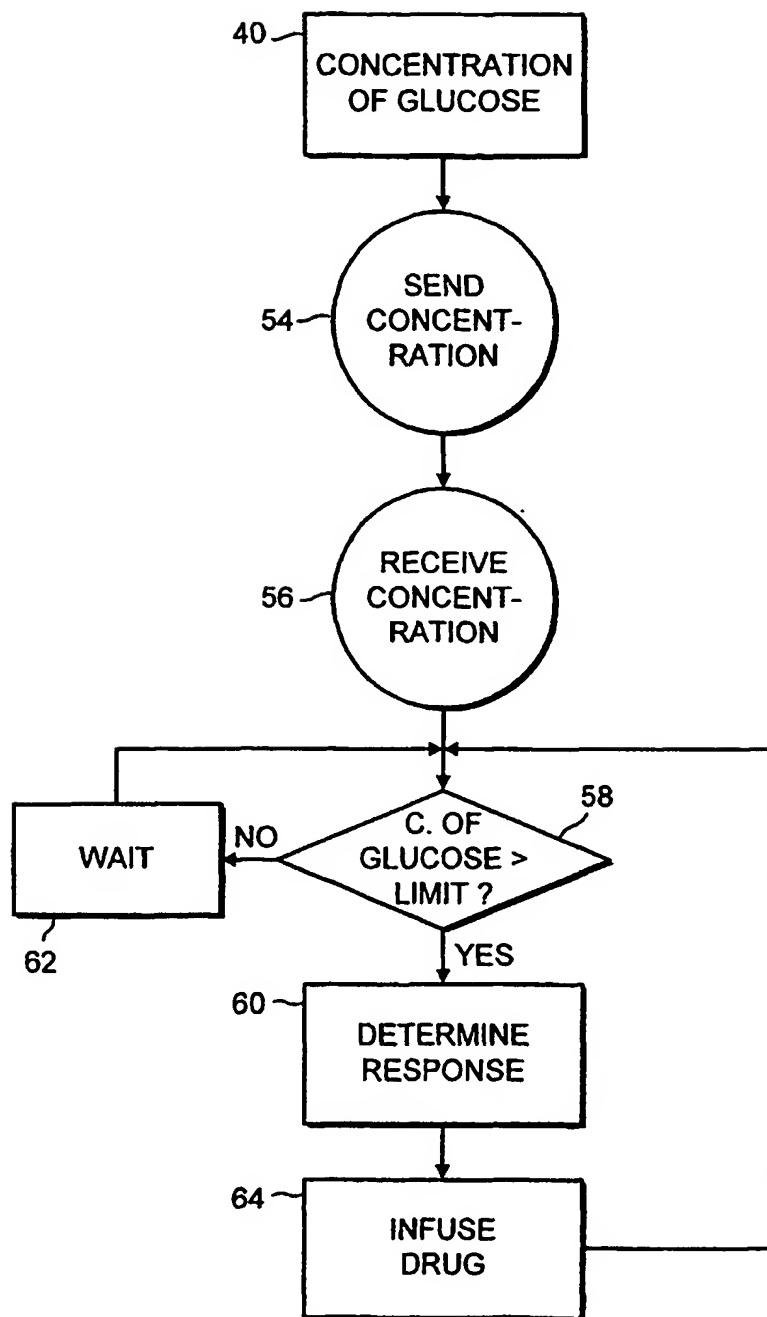 40
CONCENTRATION
OF GLUCOSE
54
SEND
CONCENT-
RATION
56
RECEIVE
CONCENT-
RATION
58
C. OF
GLUCOSE >
LIMIT ?
NO
WAIT
62
YES
60
DETERMINE
RESPONSE
64
INFUSE
DRUG